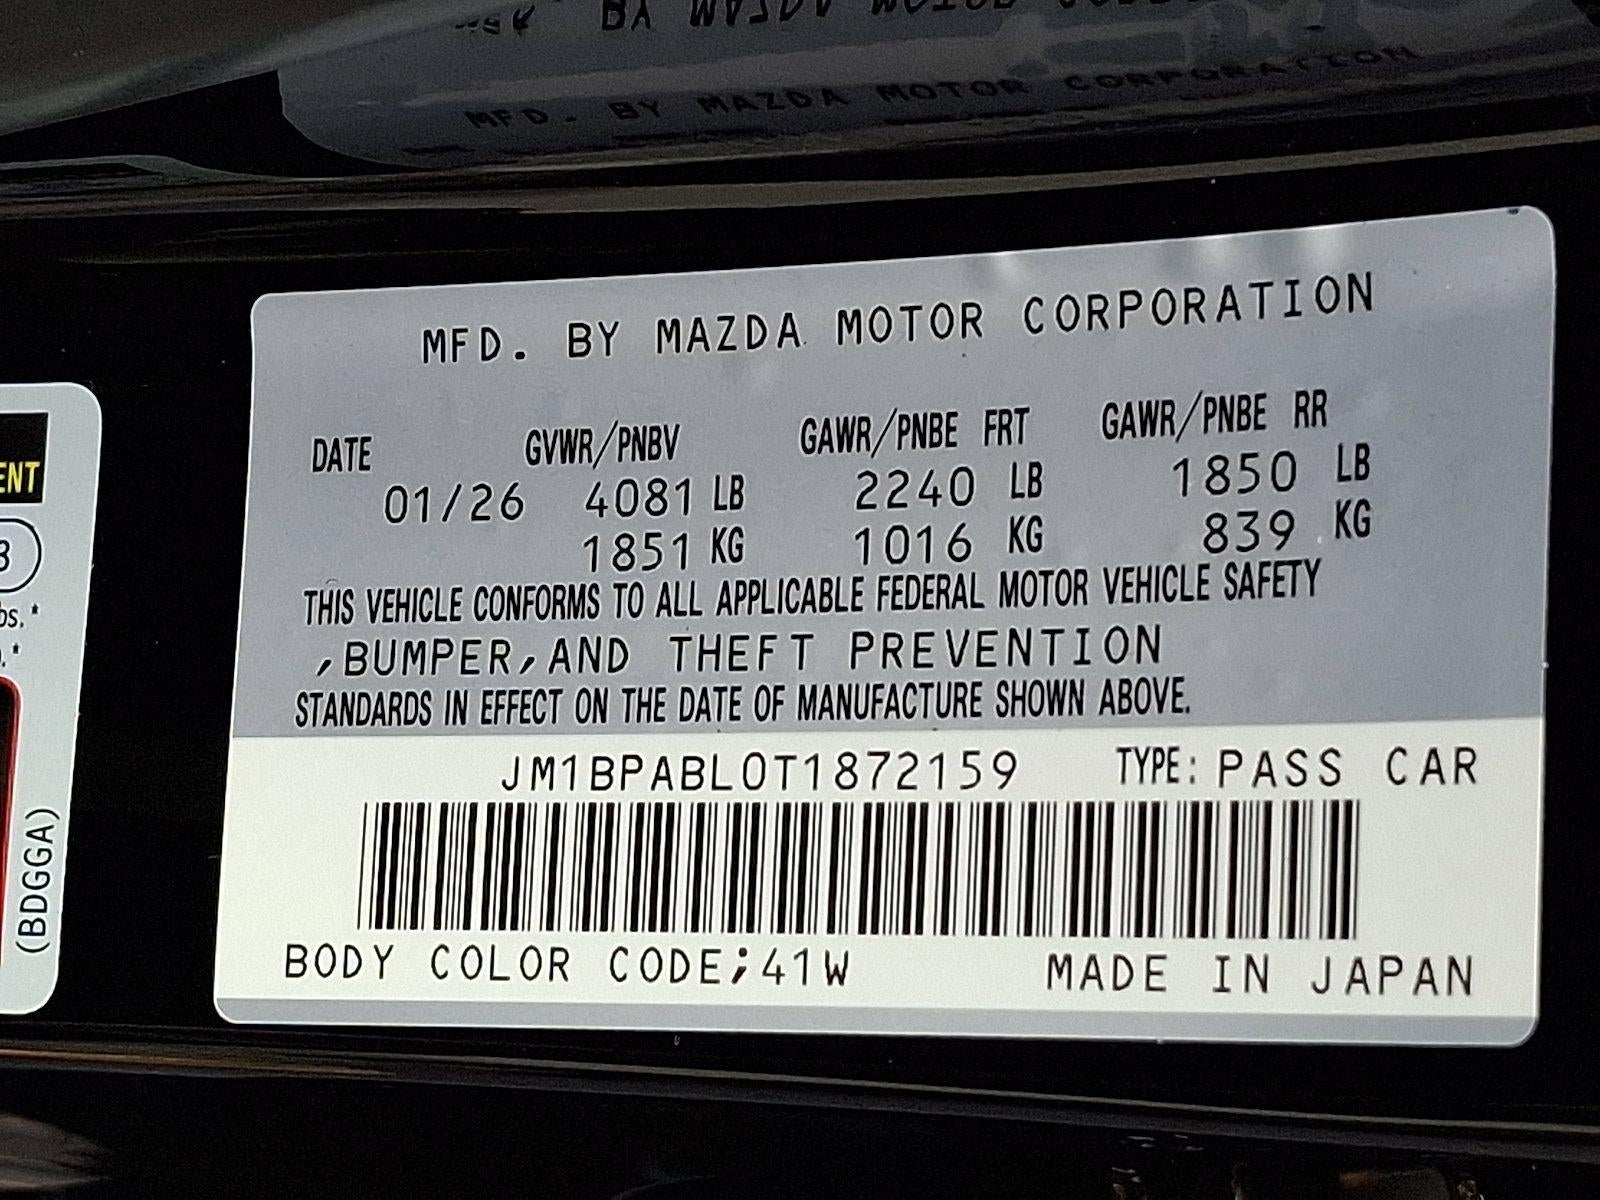 MFD. BY MAZDA MOTOR CORPORATION
MFD. BY MAZDA MOTOR CORPORATION
DATE GVWR/PNBV GAWR/PNBE FRT GAWR/PNBE RR
01/26 4081 LB 2240 LB 1850 LB
1851 KG 1016 KG 839 KG
THIS VEHICLE CONFORMS TO ALL APPLICABLE FEDERAL MOTOR VEHICLE SAFETY
,BUMPER,AND THEFT PREVENTION
STANDARDS IN EFFECT ON THE DATE OF MANUFACTURE SHOWN ABOVE.
JM1BPABL0T1872159 TYPE: PASS CAR
BODY COLOR CODE;41W MADE IN JAPAN
(BDGGA)